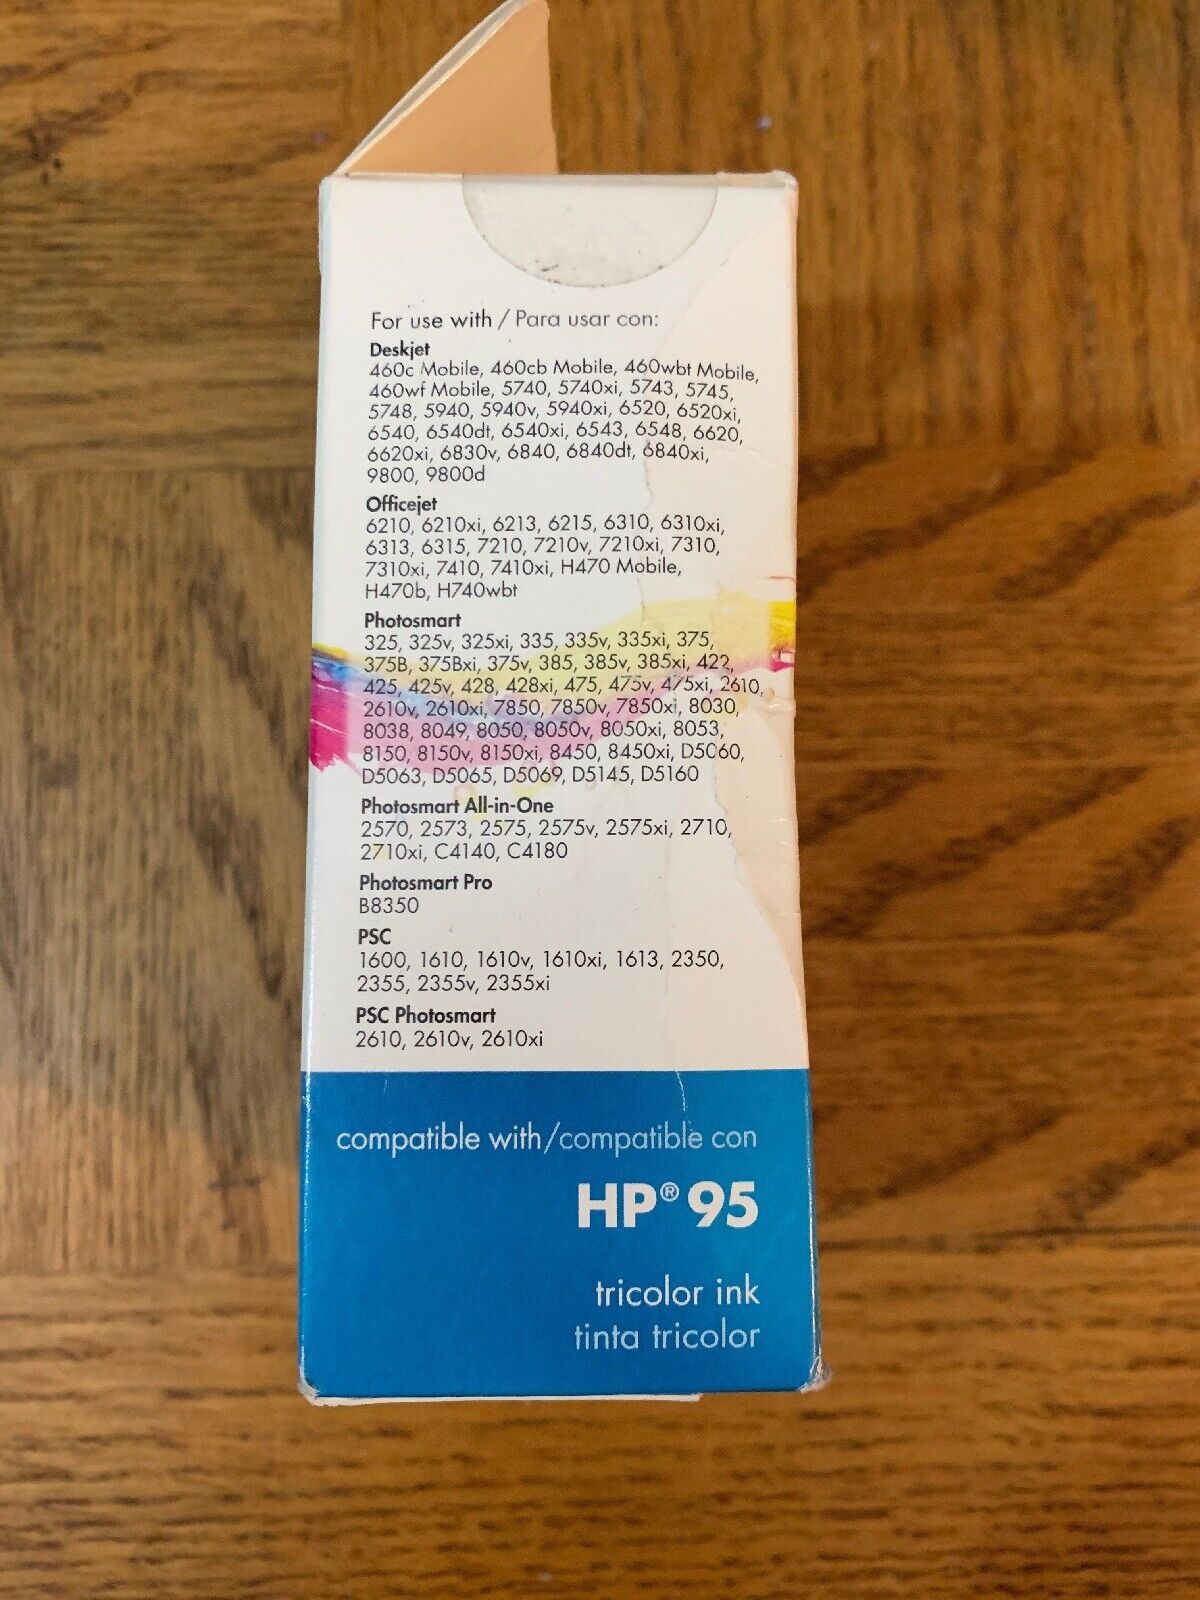 For use with / Para usar con:
Deskjet
460c Mobile, 460cb Mobile, 460wbt Mobile,
460wf Mobile, 5740, 5740xi, 5743, 5745,
5748, 5940, 5940v, 5940xi, 6520, 6520xi,
6540, 6540dt, 6540xi, 6543, 6548, 6620,
6620xi, 6830v, 6840, 6840dt, 6840xi,
9800, 9800d
Officejet
6210, 6210xi, 6213, 6215, 6310, 6310xi,
6313, 6315, 7210, 7210v, 7210xi, 7310,
7310xi, 7410, 7410xi, H470 Mobile,
H470b, H740wbt
Photosmart
325, 325v, 325xi, 335, 335v, 335xi, 375,
375B, 375Bxi, 375v, 385, 385v, 385xi, 422,
425, 425v, 428, 428xi, 475, 475v, 475xi, 2610,
2610v, 2610xi, 7850, 7850v, 7850xi, 8030,
8038, 8049, 8050, 8050v, 8050xi, 8053,
8150, 8150v, 8150xi, 8450, 8450xi, D5060,
D5063, D5065, D5069, D5145, D5160
Photosmart All-in-One
2570, 2573, 2575, 2575v, 2575xi, 2710,
2710xi, C4140, C4180
Photosmart Pro
B8350
PSC
1600, 1610, 1610v, 1610xi, 1613, 2350,
2355, 2355v, 2355xi
PSC Photosmart
2610, 2610v, 2610xi
compatible with/compatible con
HP® 95
tricolor ink
tinta tricolor